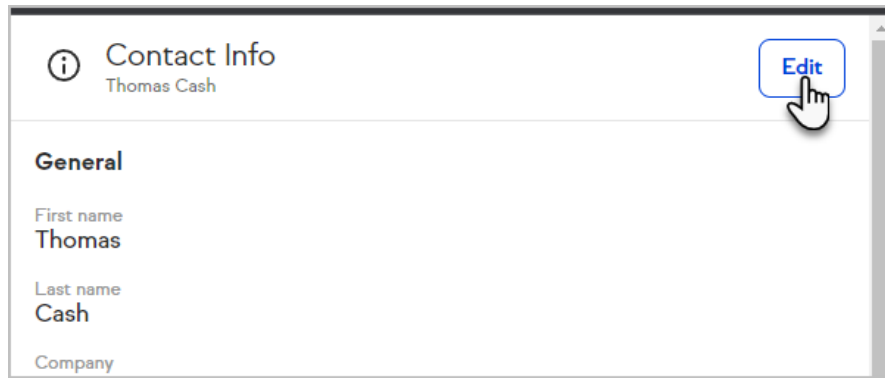 Contact Info
Thomas Cash
Edit
General
First name
Thomas
Last name
Cash
Company